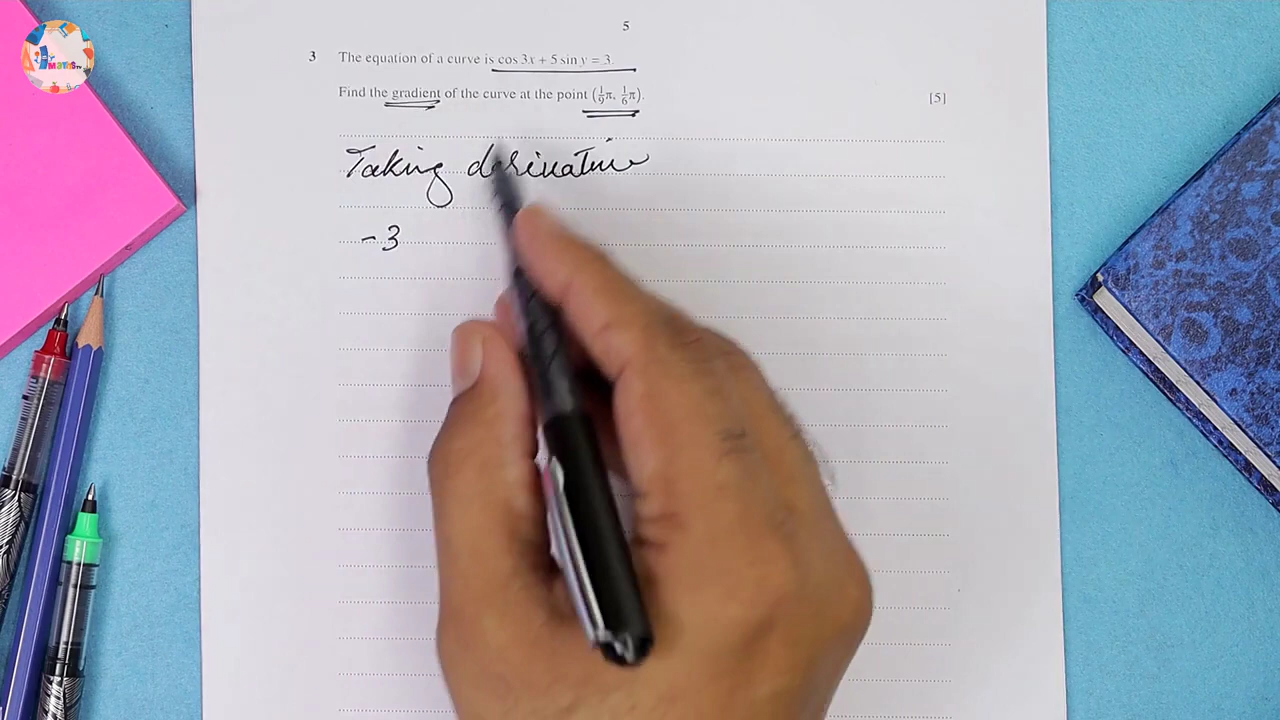 5
3 The equation of a curve is cos 3x + 5 sin y = 3.
Find the gradient of the curve at the point (1/9π, 1/6π). [5]
Taking derivative
-3